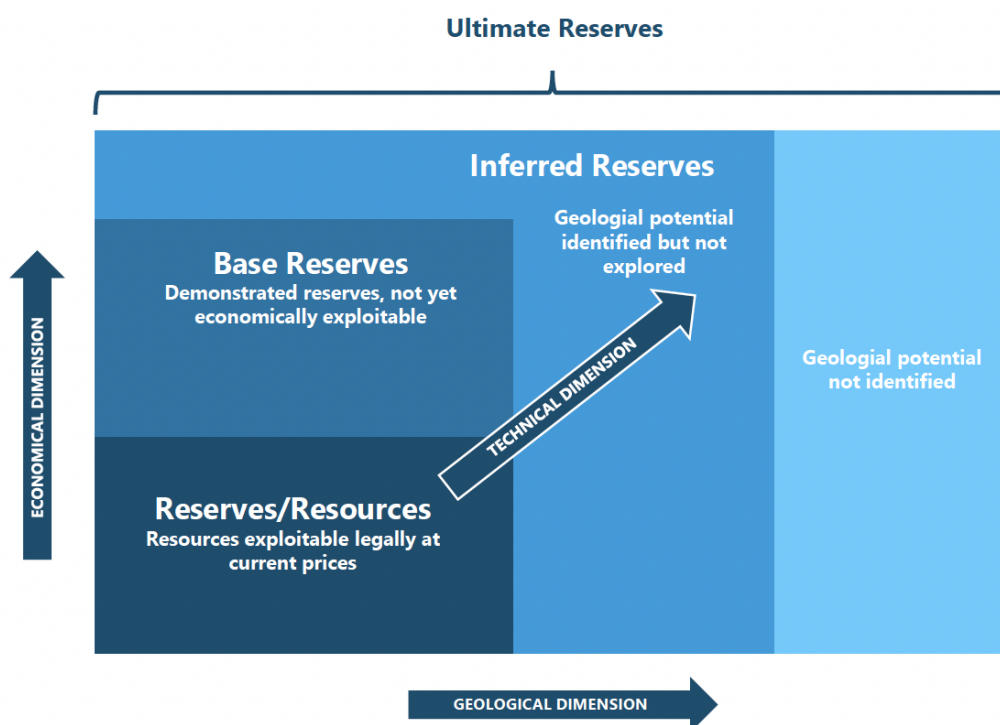 Ultimate Reserves
Inferred Reserves
Geologial potential
identified but not
explored
Base Reserves
Demonstrated reserves, not yet
economically exploitable
Geologial potential
not identified
TECHNICAL DIMENSION
ECONOMICAL DIMENSION
Reserves/Resources
Resources exploitable legally at
current prices
GEOLOGICAL DIMENSION